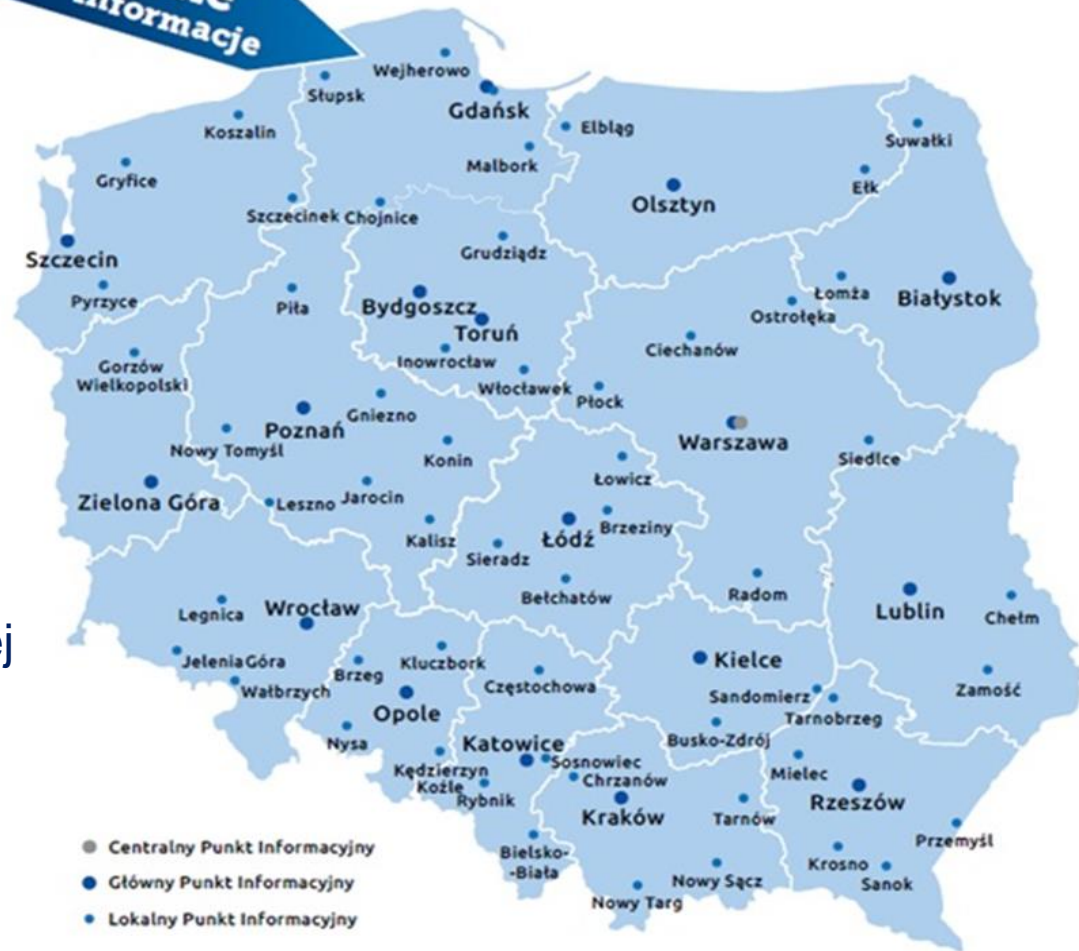 informacje
Wejherowo
Słupsk
Gdańsk
Koszalin
Elbląg
Suwałki
Malbork
Gryfice
Ełk
Olsztyn
Szczecinek Chojnice
Grudziądz
Szczecin
Pyrzyce
Piła
Bydgoszcz
Toruń
Łomża
Białystok
Ostrołęka
Ciechanów
Inowrocław
Gorzów
Wielkopolski
Włocławek
Płock
Gniezno
Poznań
Warszawa
Nowy Tomyśl
Konin
Siedlce
Łowicz
Zielona Góra
Leszno
Jarocin
Kalisz
Łódź
Brzeziny
Sieradz
Bełchatów
Radom
Legnica
Wrocław
Lublin
Chełm
ej
Jelenia Góra
Brzeg
Kluczbork
Kielce
Wałbrzych
Częstochowa
Sandomierz
Zamość
Opole
Tarnobrzeg
Nysa
Katowice
Busko-Zdrój
Kędzierzyn
Koźle
Sosnowiec
Chrzanów
Mielec
Rybnik
Kraków
Tarnów
Rzeszów
Przemyśl
Bielsko-
-Biała
Krosno
Sanok
Nowy Sącz
Nowy Targ
Centralny Punkt Informacyjny
Główny Punkt Informacyjny
Lokalny Punkt Informacyjny